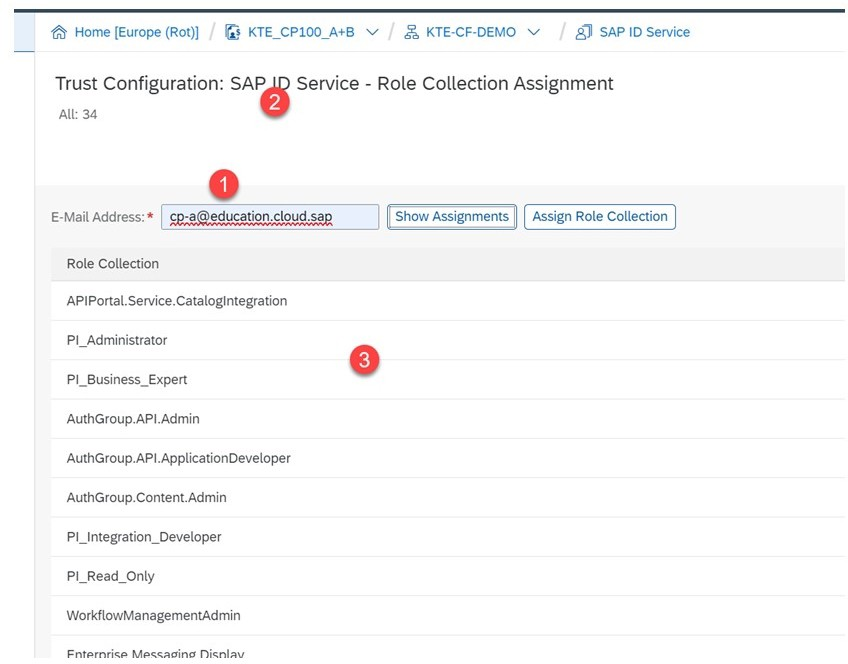 Home [Europe (Rot)] / KTE_CP100_A+B / KTE-CF-DEMO / SAP ID Service
Trust Configuration: SAP ID Service - Role Collection Assignment
2
All: 34
1
E-Mail Address:* cp-a@education.cloud.sap Show Assignments Assign Role Collection
Role Collection
APIPortal.Service.CatalogIntegration
PI_Administrator
3
PI_Business_Expert
AuthGroup.API.Admin
AuthGroup.API.ApplicationDeveloper
AuthGroup.Content.Admin
PI_Integration_Developer
PI_Read_Only
WorkflowManagementAdmin
Enterprise Messaging Display